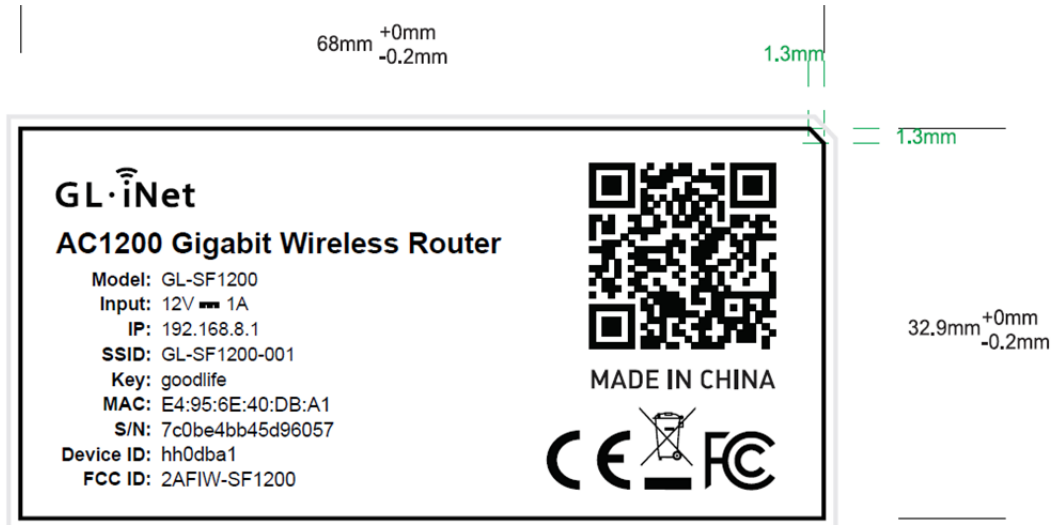 68mm +0mm
-0.2mm
1.3mm
1.3mm
GL·iNet
AC1200 Gigabit Wireless Router
Model: GL-SF1200
Input: 12V ⎓ 1A
IP: 192.168.8.1
SSID: GL-SF1200-001
Key: goodlife
MAC: E4:95:6E:40:DB:A1
S/N: 7c0be4bb45d96057
Device ID: hh0dba1
FCC ID: 2AFIW-SF1200
MADE IN CHINA
CE FC
32.9mm +0mm
-0.2mm